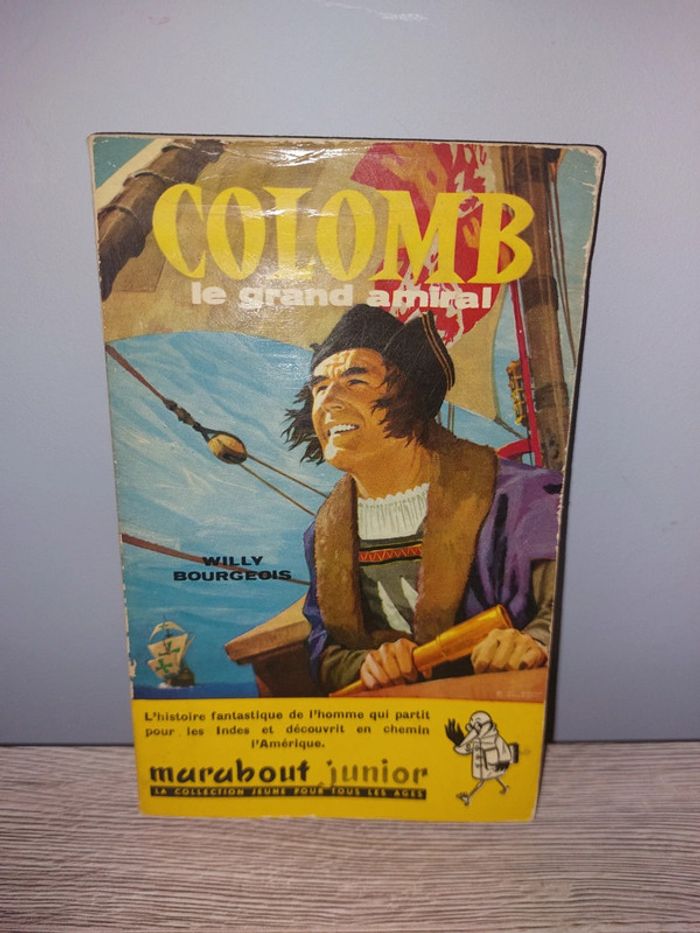 COLOMB
le grand amiral
WILLY
BOURGEOIS
L'histoire fantastique de l'homme qui partit
pour les Indes et découvrit en chemin
l'Amérique.
marabout junior
LA COLLECTION JEUNE POUR TOUS LES AGES